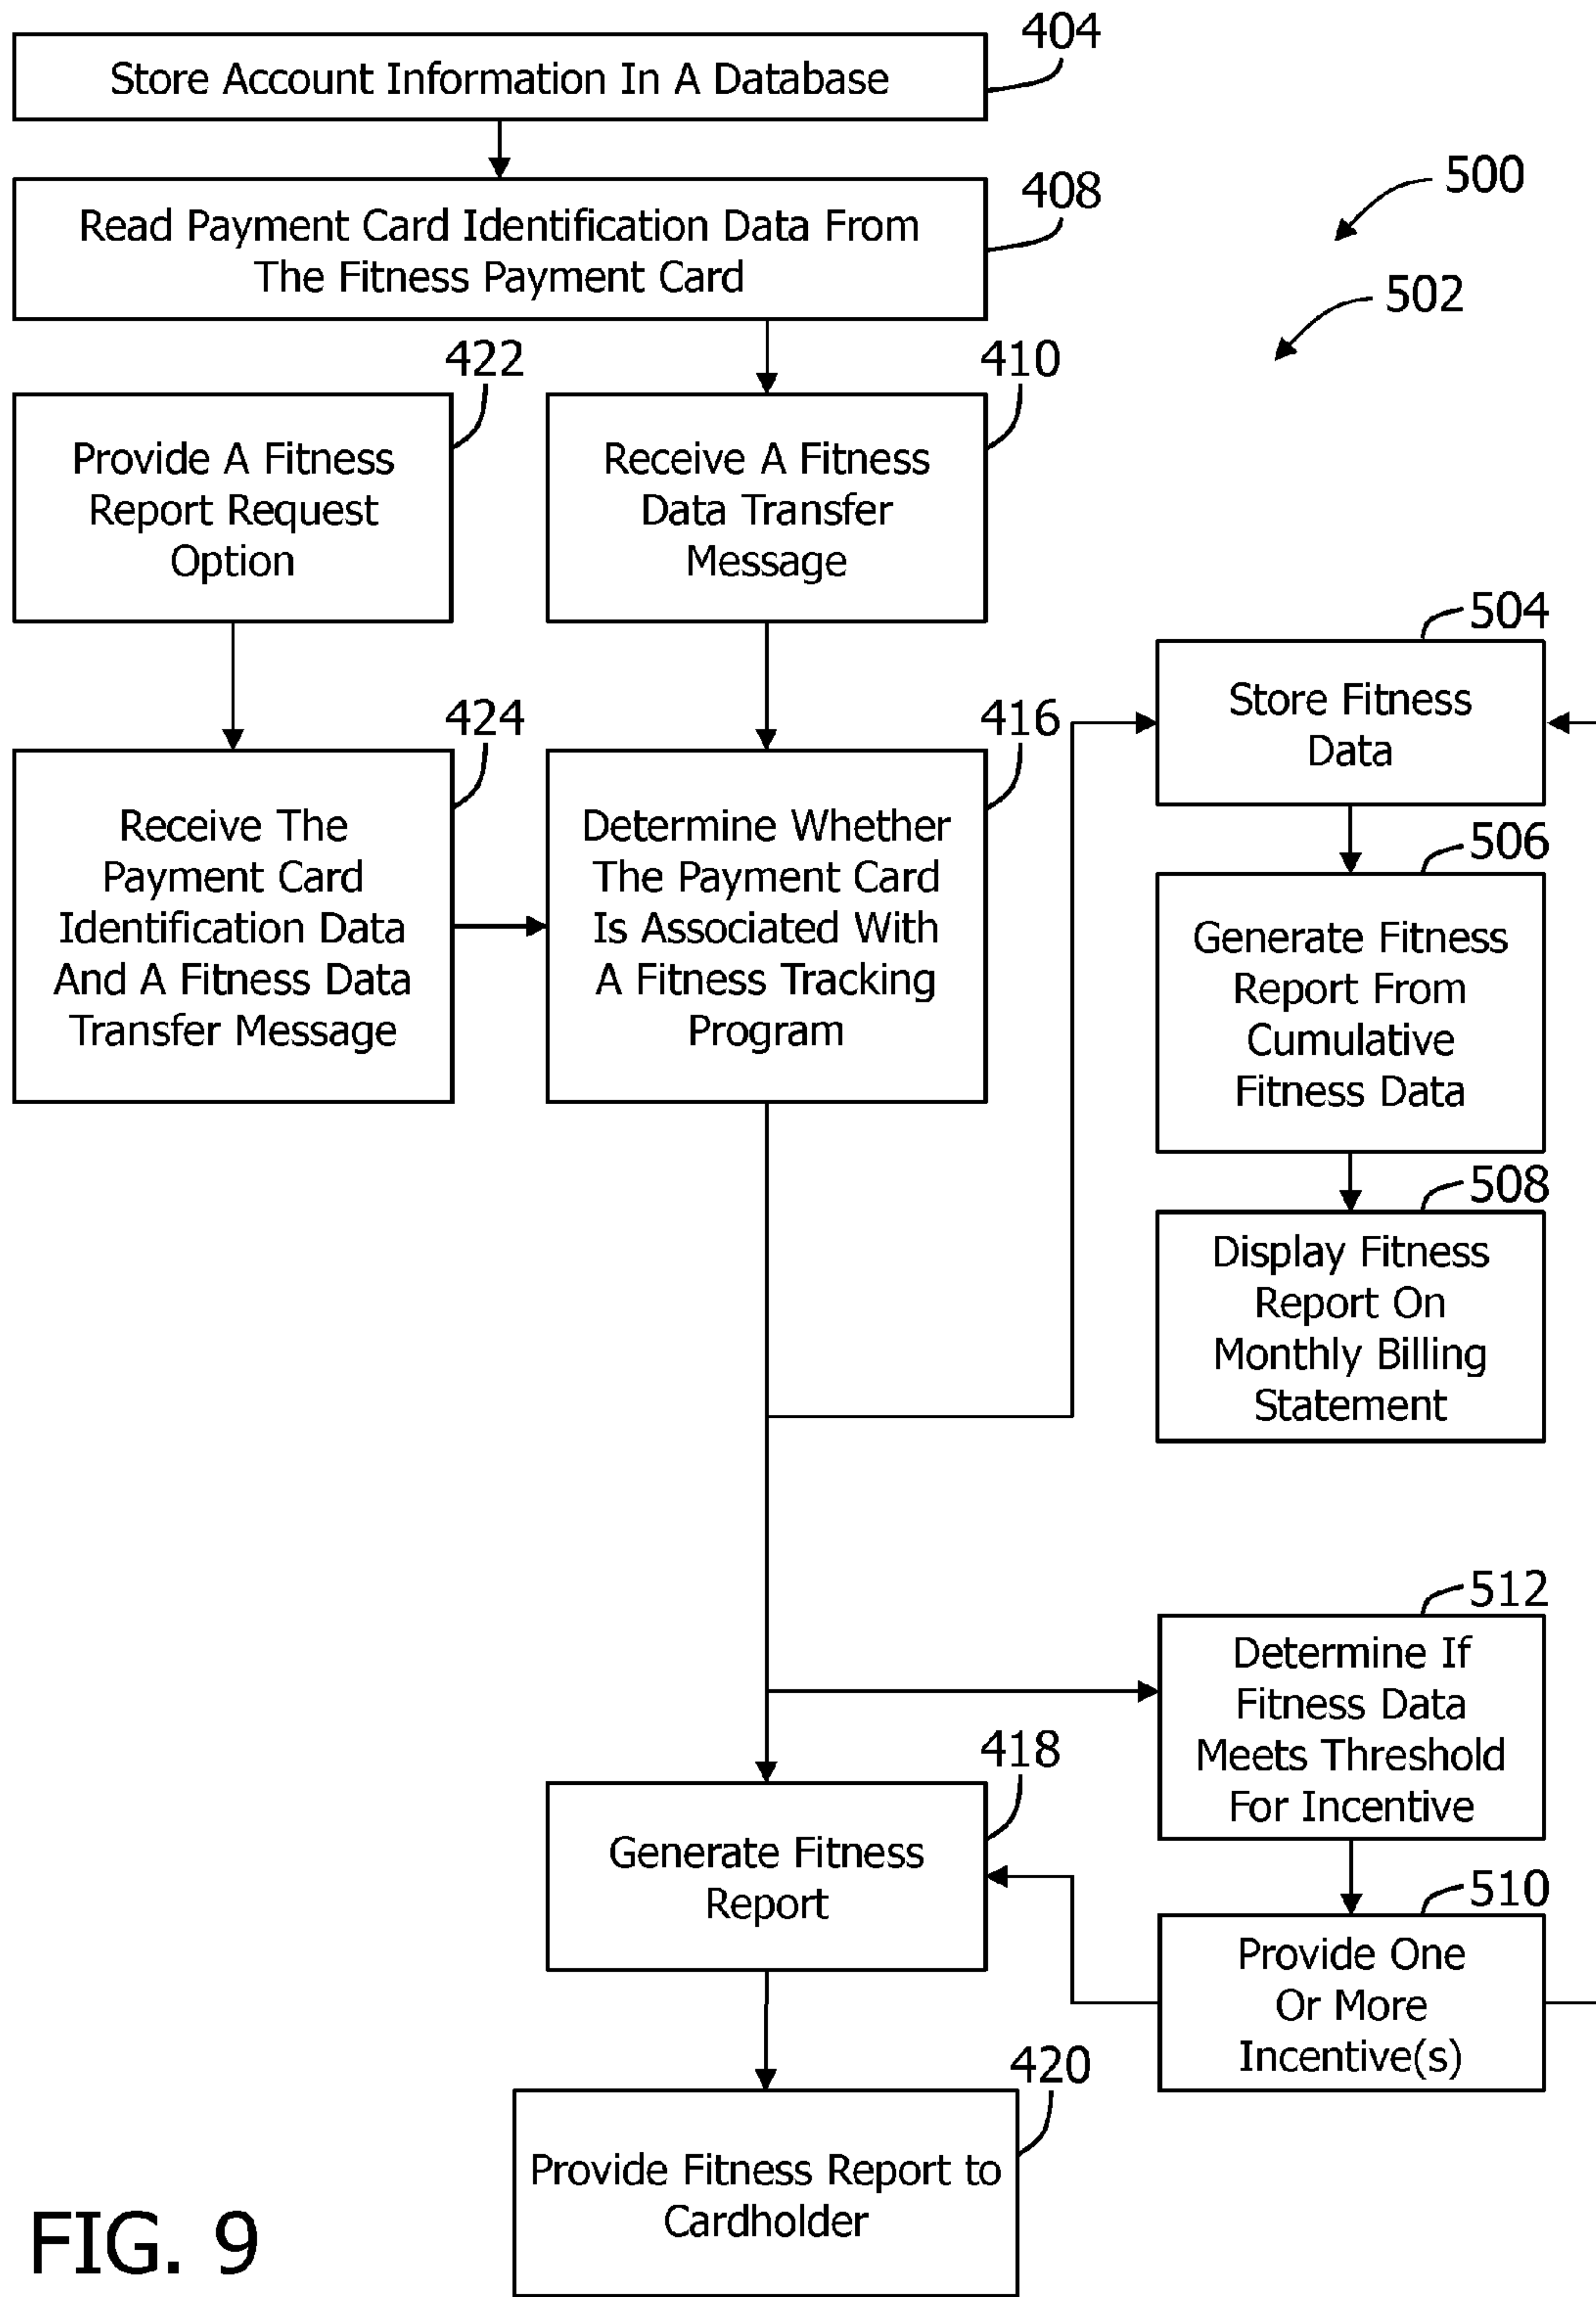 404
Store Account Information In A Database
408
Read Payment Card Identification Data From
The Fitness Payment Card
500
502
422
Provide A Fitness
Report Request
Option
410
Receive A Fitness
Data Transfer
Message
424
Receive The
Payment Card
Identification Data
And A Fitness Data
Transfer Message
416
Determine Whether
The Payment Card
Is Associated With
A Fitness Tracking
Program
504
Store Fitness
Data
506
Generate Fitness
Report From
Cumulative
Fitness Data
508
Display Fitness
Report On
Monthly Billing
Statement
512
Determine If
Fitness Data
Meets Threshold
For Incentive
418
Generate Fitness
Report
510
Provide One
Or More
Incentive(s)
420
Provide Fitness Report to
Cardholder
FIG. 9